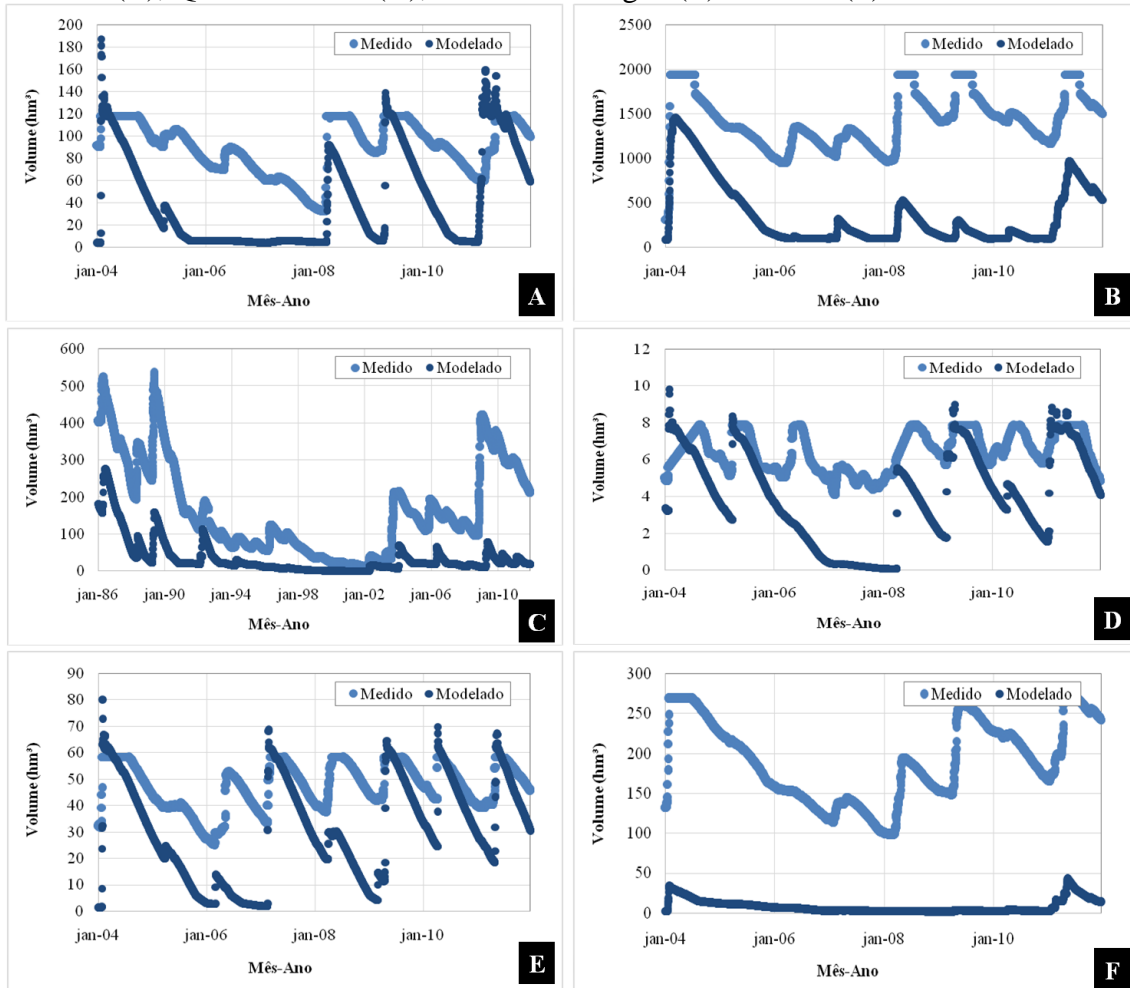 200
180
160
140
120
100
80
60
40
20
0
Volume (hm³)
Medido Modelado
jan-04 jan-06 jan-08 jan-10
Mês-Ano
A
2500
2000
1500
1000
500
0
Volume (hm³)
Medido Modelado
jan-04 jan-06 jan-08 jan-10
Mês-Ano
B
600
500
400
300
200
100
0
Volume (hm³)
Medido Modelado
jan-86 jan-90 jan-94 jan-98 jan-02 jan-06 jan-10
Mês-Ano
C
12
10
8
6
4
2
0
Volume (hm³)
Medido Modelado
jan-04 jan-06 jan-08 jan-10
Mês-Ano
D
90
80
70
60
50
40
30
20
10
0
Volume (hm³)
Medido Modelado
jan-04 jan-06 jan-08 jan-10
Mês-Ano
E
300
250
200
150
100
50
0
Volume (hm³)
Medido Modelado
jan-04 jan-06 jan-08 jan-10
Mês-Ano
F